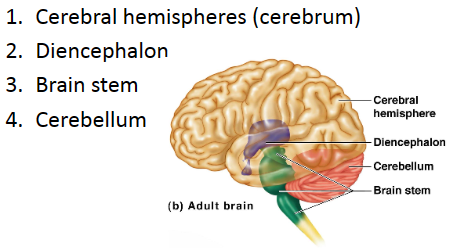 1. Cerebral hemispheres (cerebrum)
2. Diencephalon
3. Brain stem
4. Cerebellum
Cerebral
hemisphere
Diencephalon
Cerebellum
Brain stem
(b) Adult brain